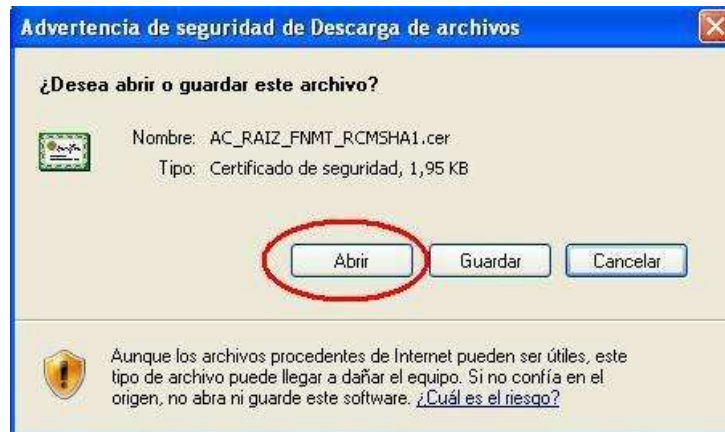 Advertencia de seguridad de Descarga de archivos
¿Desea abrir o guardar este archivo?
Nombre: AC_RAIZ_FNMT_RCMSHA1.cer
Tipo: Certificado de seguridad, 1,95 KB
Abrir Guardar Cancelar
Aunque los archivos procedentes de Internet pueden ser útiles, este
tipo de archivo puede llegar a dañar el equipo. Si no confía en el
origen, no abra ni guarde este software. ¿Cuál es el riesgo?